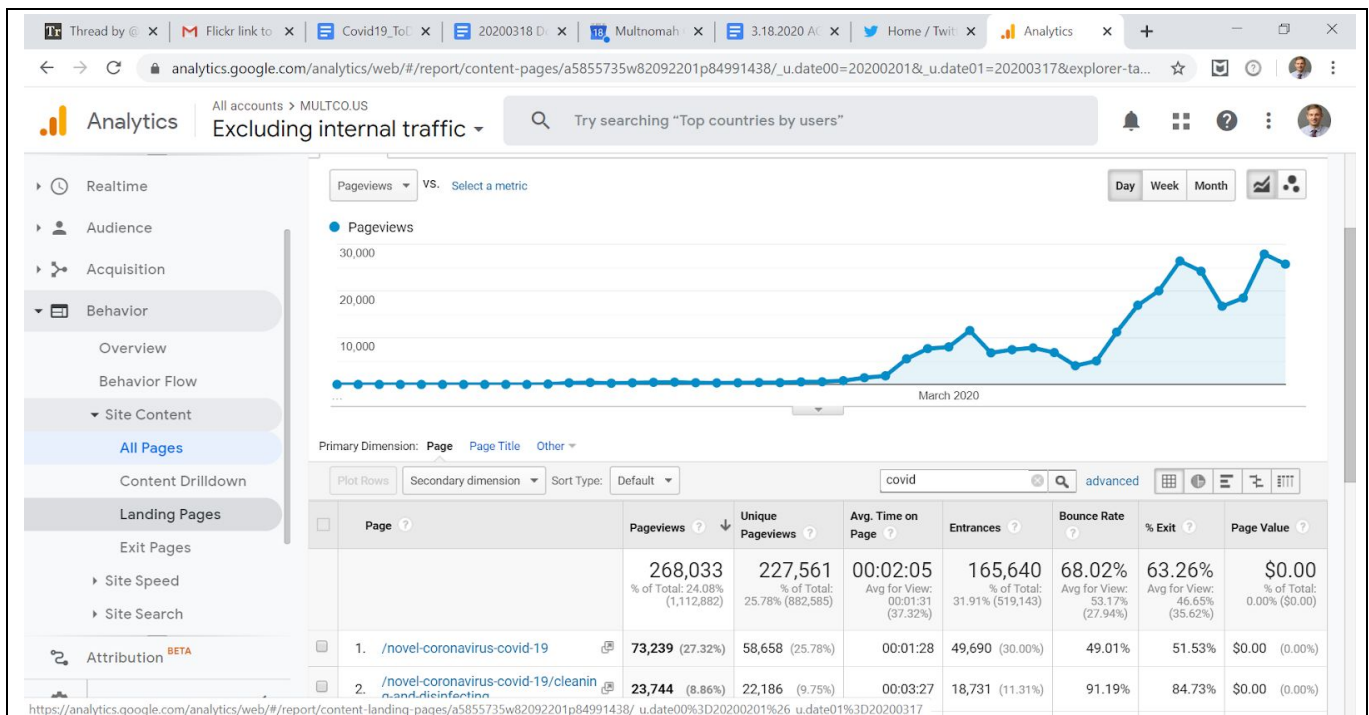 Tr Thread by @ M Flickr link to Covid19_ToD 20200318 D 18 Multnomah 3.18.2020 AC Home / Twitt Analytics
analytics.google.com/analytics/web/#/report/content-pages/a5855735w82092201p84991438/_u.date00=20200201&_u.date01=20200317&explorer-ta...
Analytics
All accounts > MULTCO.US
Excluding internal traffic
Try searching "Top countries by users"
Realtime
Audience
Acquisition
Behavior
Overview
Behavior Flow
Site Content
All Pages
Content Drilldown
Landing Pages
Exit Pages
Site Speed
Site Search
Attribution BETA
Pageviews VS. Select a metric
Day Week Month
Pageviews
30,000
20,000
10,000
...
March 2020
Primary Dimension: Page Page Title Other
Plot Rows Secondary dimension Sort Type: Default covid advanced
Page Pageviews Unique Pageviews Avg. Time on Page Entrances Bounce Rate % Exit Page Value
268,033 227,561 00:02:05 165,640 68.02% 63.26% $0.00
% of Total: 24.08% (1,112,882) % of Total: 25.78% (882,585) Avg for View: 00:01:31 (37.32%) % of Total: 31.91% (519,143) Avg for View: 53.17% (27.94%) Avg for View: 46.65% (35.62%) % of Total: 0.00% ($0.00)
1. /novel-coronavirus-covid-19 73,239 (27.32%) 58,658 (25.78%) 00:01:28 49,690 (30.00%) 49.01% 51.53% $0.00 (0.00%)
2. /novel-coronavirus-covid-19/cleanin
g-and-disinfecting 23,744 (8.86%) 22,186 (9.75%) 00:03:27 18,731 (11.31%) 91.19% 84.73% $0.00 (0.00%)
https://analytics.google.com/analytics/web/#/report/content-landing-pages/a5855735w82092201p84991438/_u.date00%3D20200201%26_u.date01%3D20200317